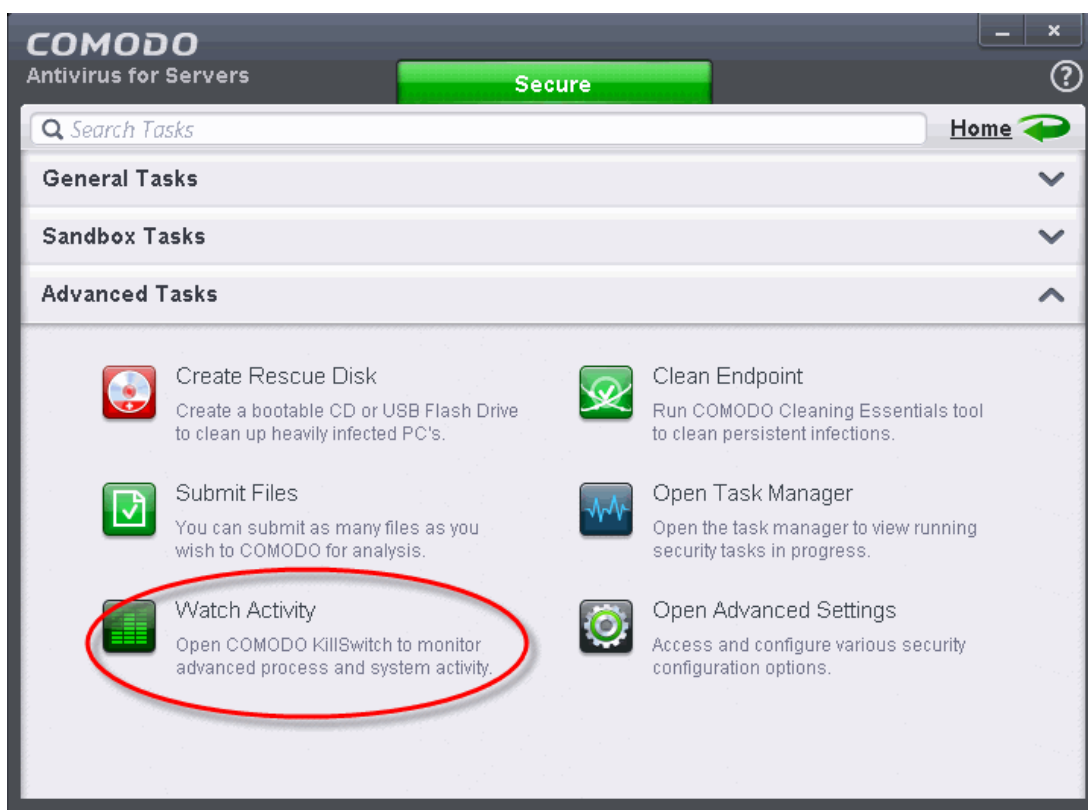 COMODO
Antivirus for Servers
Secure
?
Search Tasks
Home
General Tasks
Sandbox Tasks
Advanced Tasks
Create Rescue Disk
Create a bootable CD or USB Flash Drive
to clean up heavily infected PC's.
Clean Endpoint
Run COMODO Cleaning Essentials tool
to clean persistent infections.
Submit Files
You can submit as many files as you
wish to COMODO for analysis.
Open Task Manager
Open the task manager to view running
security tasks in progress.
Watch Activity
Open COMODO KillSwitch to monitor
advanced process and system activity.
Open Advanced Settings
Access and configure various security
configuration options.